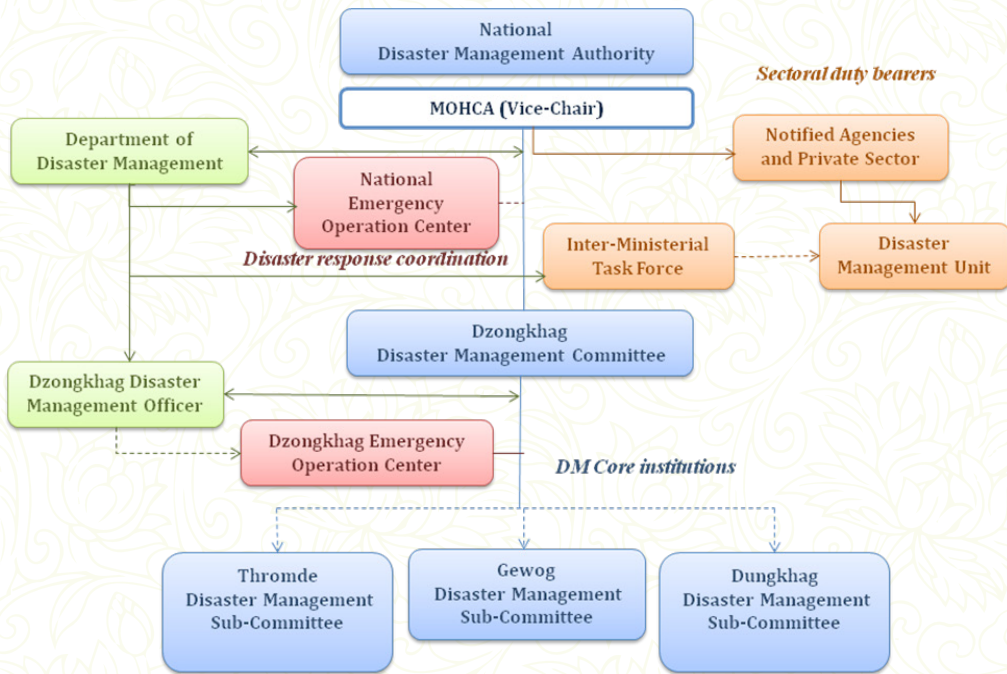 National
Disaster Management Authority
Sectoral duty bearers
MOHCA (Vice-Chair)
Department of
Disaster Management
Notified Agencies
and Private Sector
National
Emergency
Operation Center
Disaster response coordination
Inter-Ministerial
Task Force
Disaster
Management Unit
Dzongkhag
Disaster Management Committee
Dzongkhag Disaster
Management Officer
Dzongkhag Emergency
Operation Center
DM Core institutions
Thromde
Disaster Management
Sub-Committee
Gewog
Disaster Management
Sub-Committee
Dungkhag
Disaster Management
Sub-Committee